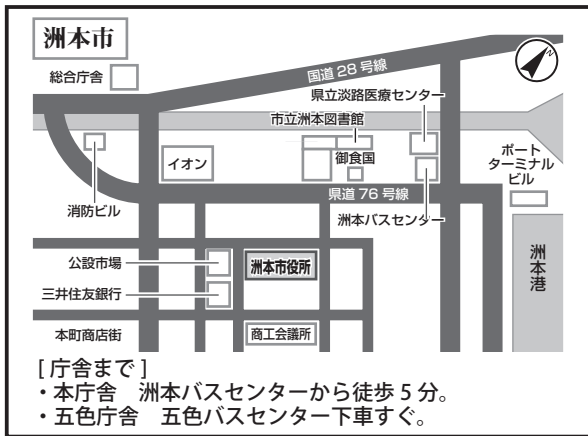 洲本市
総合庁舎
国道28号線
N
県立淡路医療センター
市立洲本図書館
イオン
御食国
ポート
ターミナル
ビル
県道76号線
消防ビル
洲本バスセンター
公設市場
洲本市役所
洲本港
三井住友銀行
本町商店街
商工会議所
[庁舎まで]
・本庁舎　洲本バスセンターから徒歩5分。
・五色庁舎　五色バスセンター下車すぐ。